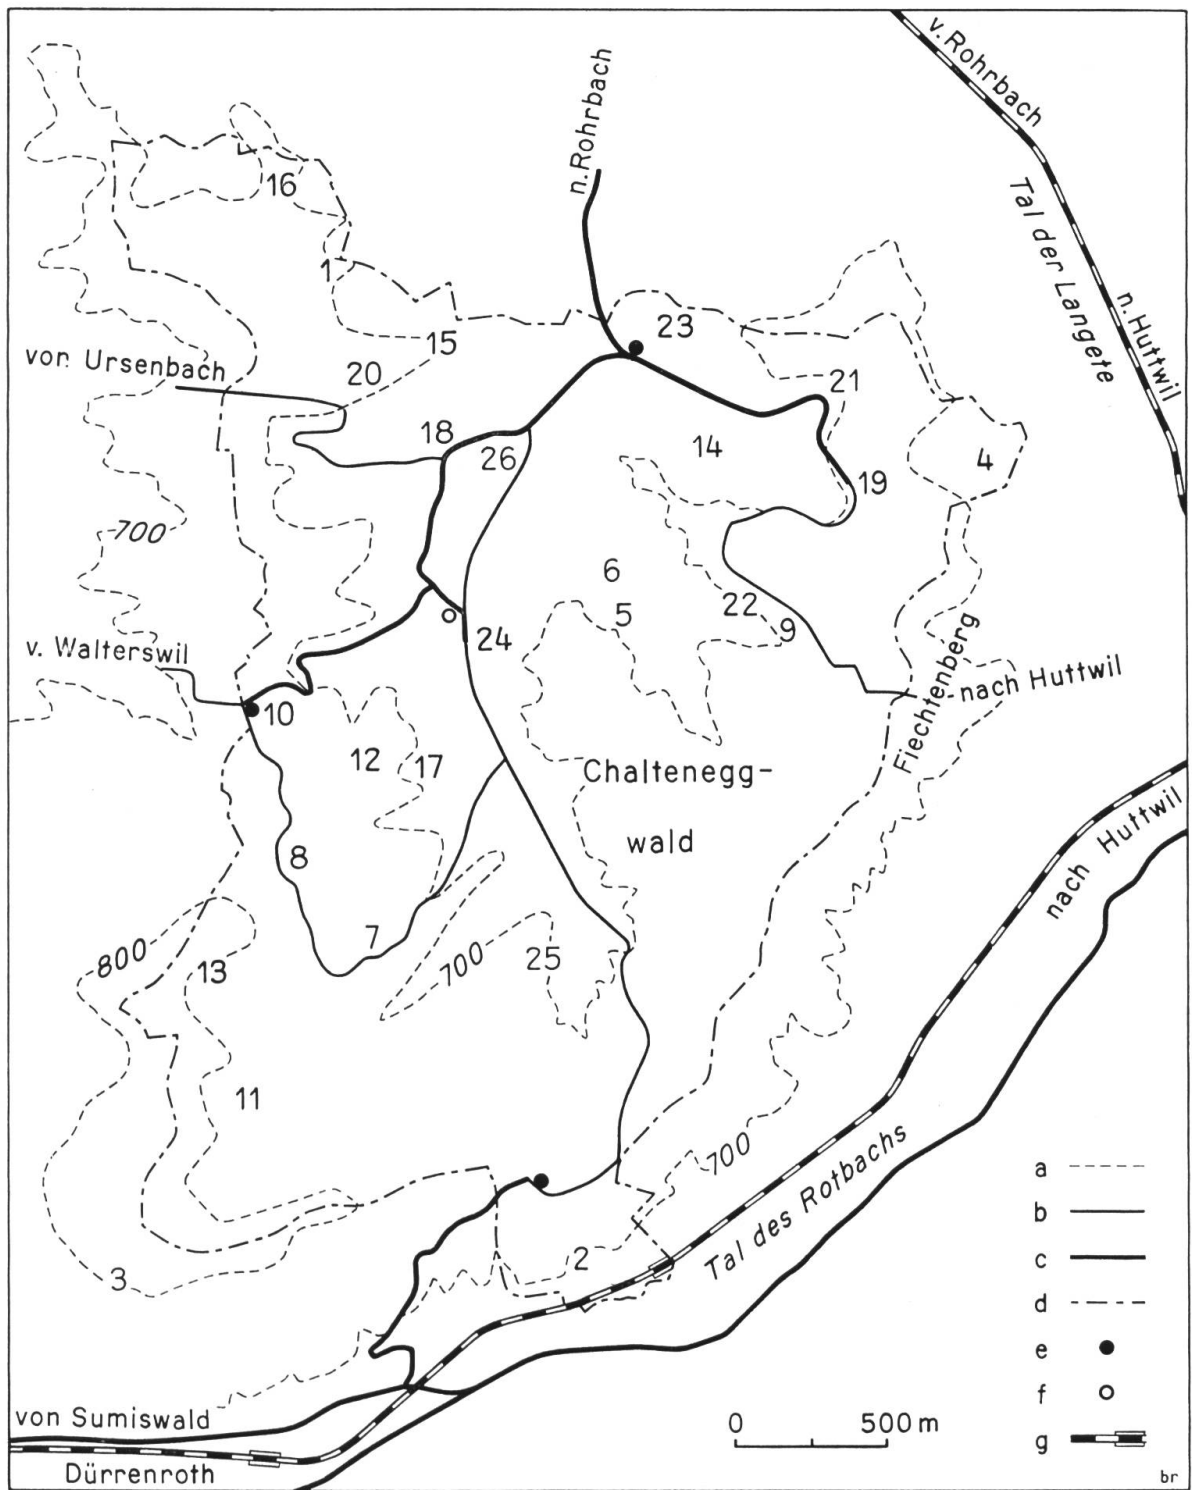 v. Rohrbach
n. Rohrbach
Tal der Langete
n. Huttwil
16
1
23
15
von Ursenbach
20
21
18
26
14
4
19
700
6
22
5
9
24
v. Walterswil
Fiechtenberg
nach Huttwil
10
12
17
Chaltenegg-
wald
8
nach Huttwil
7
800
13
700
25
11
700
Tal des Rotbachs
2
3
a
b
c
d
e
f
g
von Sumiswald
Dürrenroth
0 500 m
br